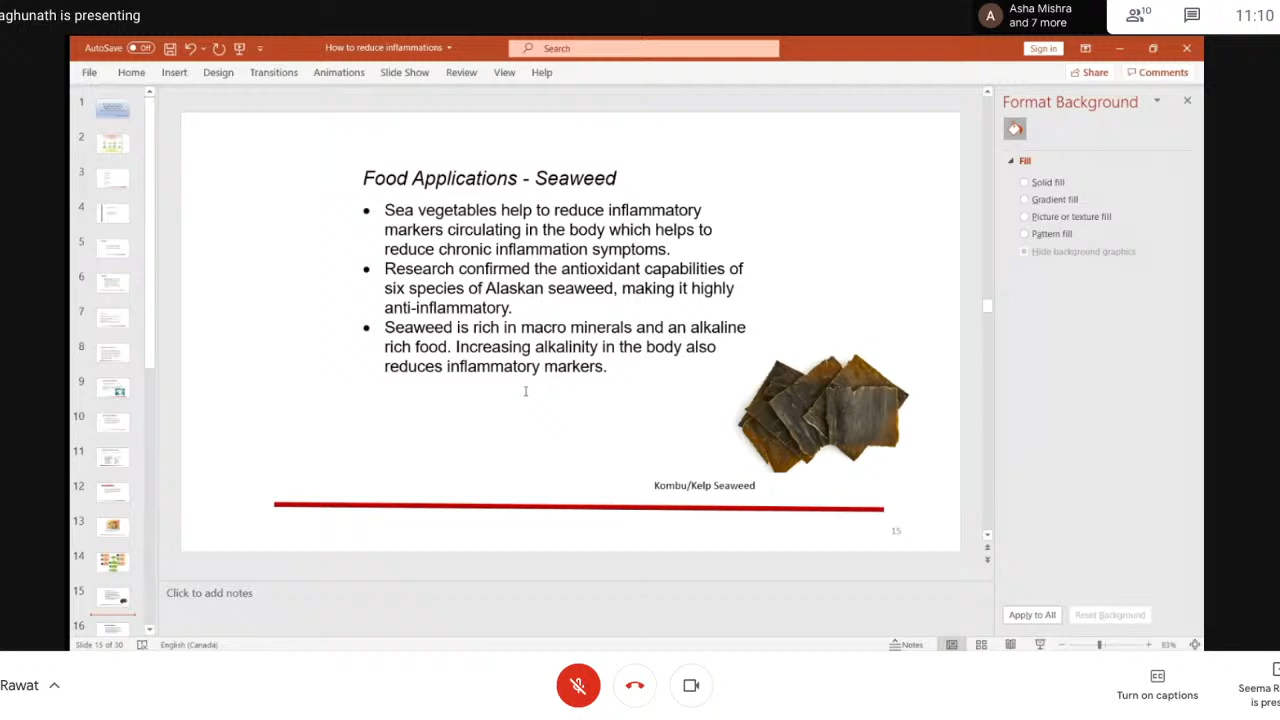 aghunath is presenting
A
Asha Mishra
and 7 more
10
11:10
AutoSave Off
How to reduce inflammations
Search
Sign in
File Home Insert Design Transitions Animations Slide Show Review View Help
Share Comments
1
2
3
4
5
6
7
8
9
10
11
12
13
14
15
16
Food Applications - Seaweed
• Sea vegetables help to reduce inflammatory
markers circulating in the body which helps to
reduce chronic inflammation symptoms.
• Research confirmed the antioxidant capabilities of
six species of Alaskan seaweed, making it highly
anti-inflammatory.
• Seaweed is rich in macro minerals and an alkaline
rich food. Increasing alkalinity in the body also
reduces inflammatory markers.
Kombu/Kelp Seaweed
15
Click to add notes
Format Background
Fill
Solid fill
Gradient fill
Picture or texture fill
Pattern fill
Hide background graphics
Apply to All Reset Background
Slide 15 of 30 English (Canada) Notes 83%
Rawat
CC
Turn on captions
Seema R
is pres